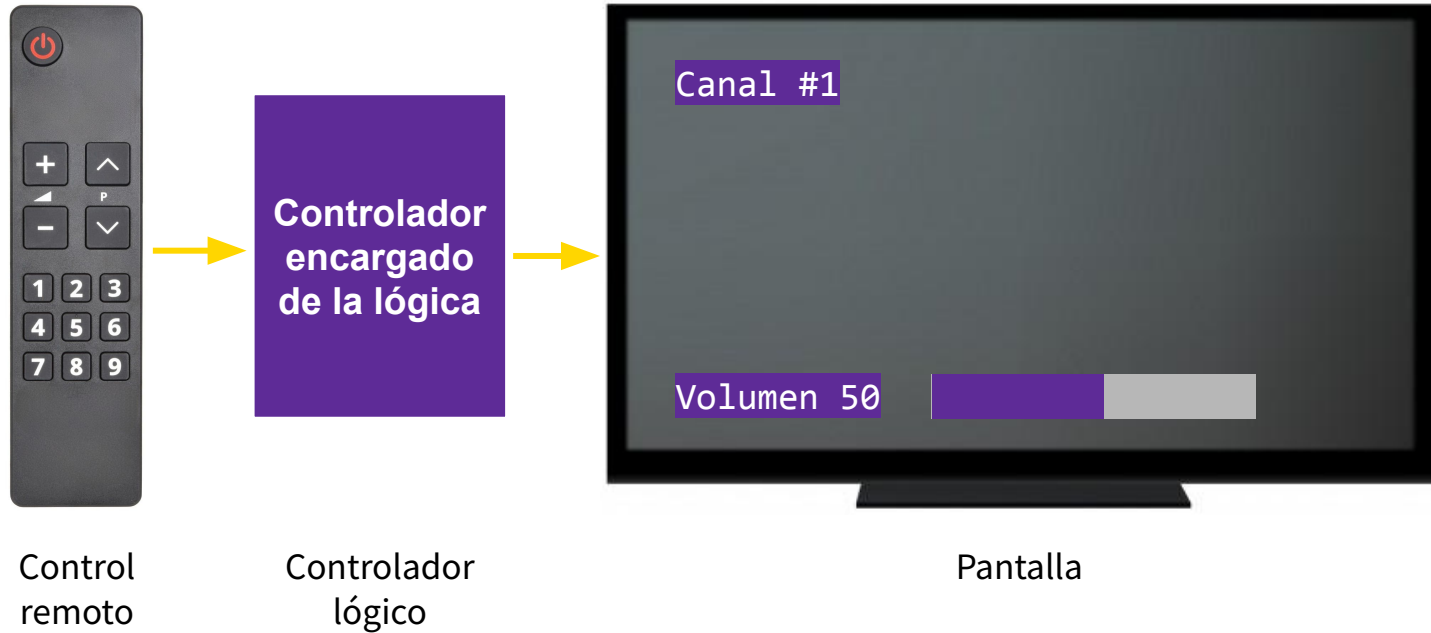 +
P
-
1 2 3
4 5 6
7 8 9
Controlador
encargado
de la lógica
Canal #1
Volumen 50
Control
remoto
Controlador
lógico
Pantalla